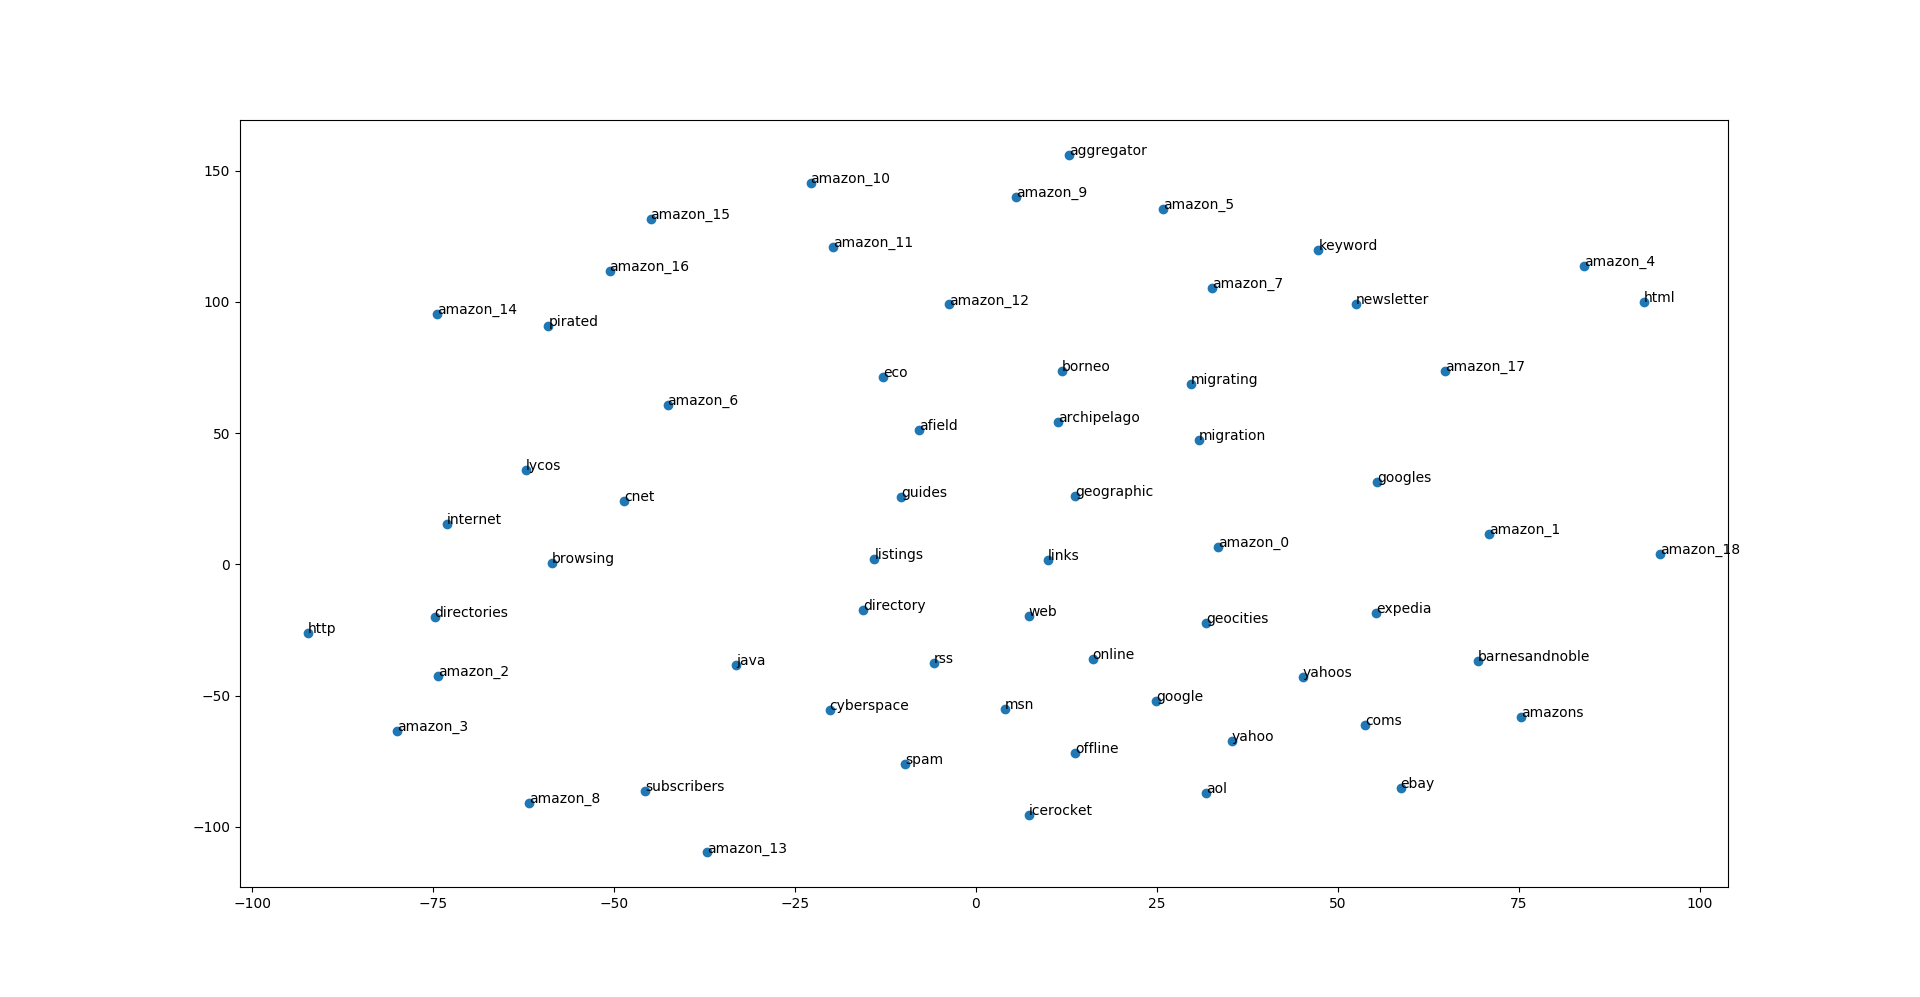 aggregator
amazon_10
amazon_9
amazon_5
amazon_15
amazon_11
keyword
amazon_16
amazon_4
amazon_7
html
newsletter
amazon_12
amazon_14
pirated
eco
borneo
amazon_17
migrating
amazon_6
archipelago
afield
migration
lycos
googles
cnet
guides
geographic
internet
amazon_1
amazon_0
amazon_18
browsing
listings
links
directories
directory
web
expedia
geocities
http
java
rss
online
barnesandnoble
amazon_2
yahoos
cyberspace
msn
google
amazons
amazon_3
coms
yahoo
offline
spam
subscribers
aol
ebay
amazon_8
icerocket
amazon_13
150
100
50
0
−50
−100
−100 −75 −50 −25 0 25 50 75 100